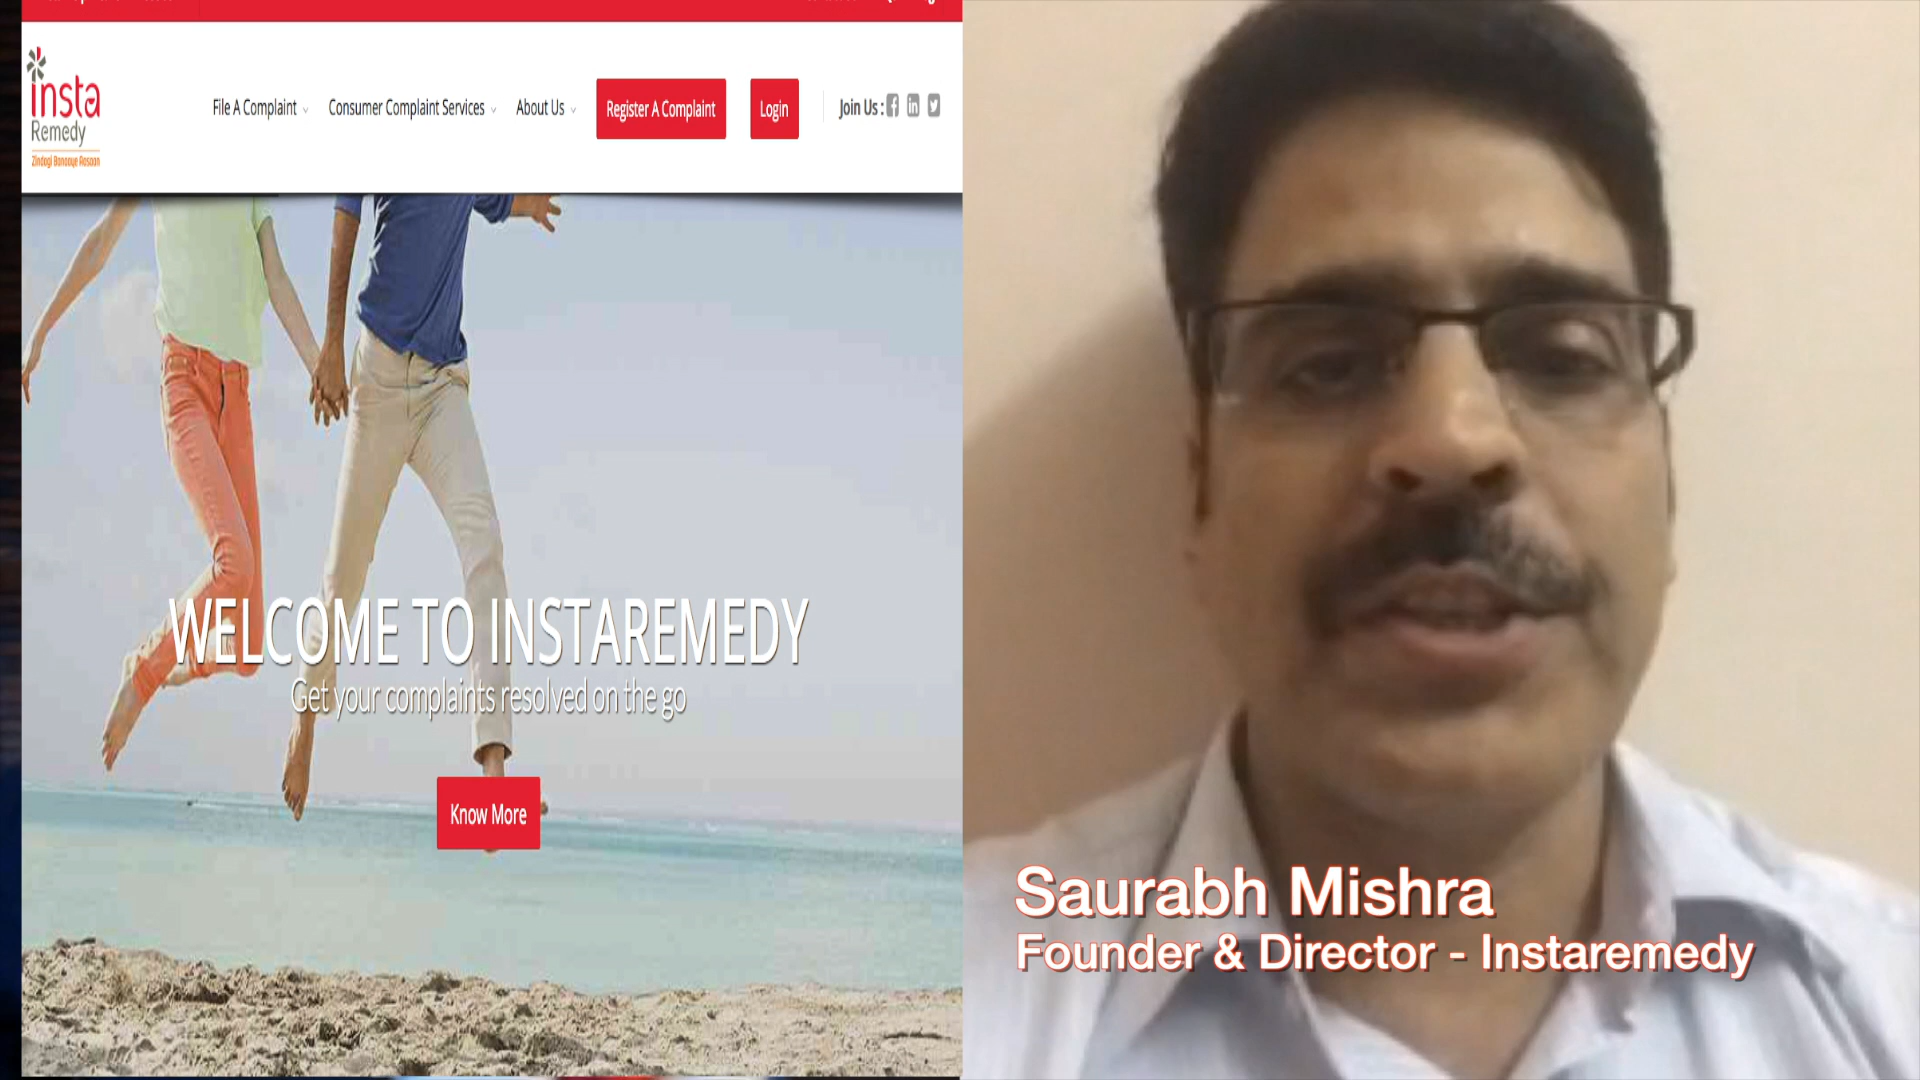 insta
Remedy
Zindagi Banaaye Aasaan
File A Complaint
Consumer Complaint Services
About Us
Register A Complaint
Login
Join Us :
WELCOME TO INSTAREMEDY
Get your complaints resolved on the go
Know More
Saurabh Mishra
Founder & Director - Instaremedy